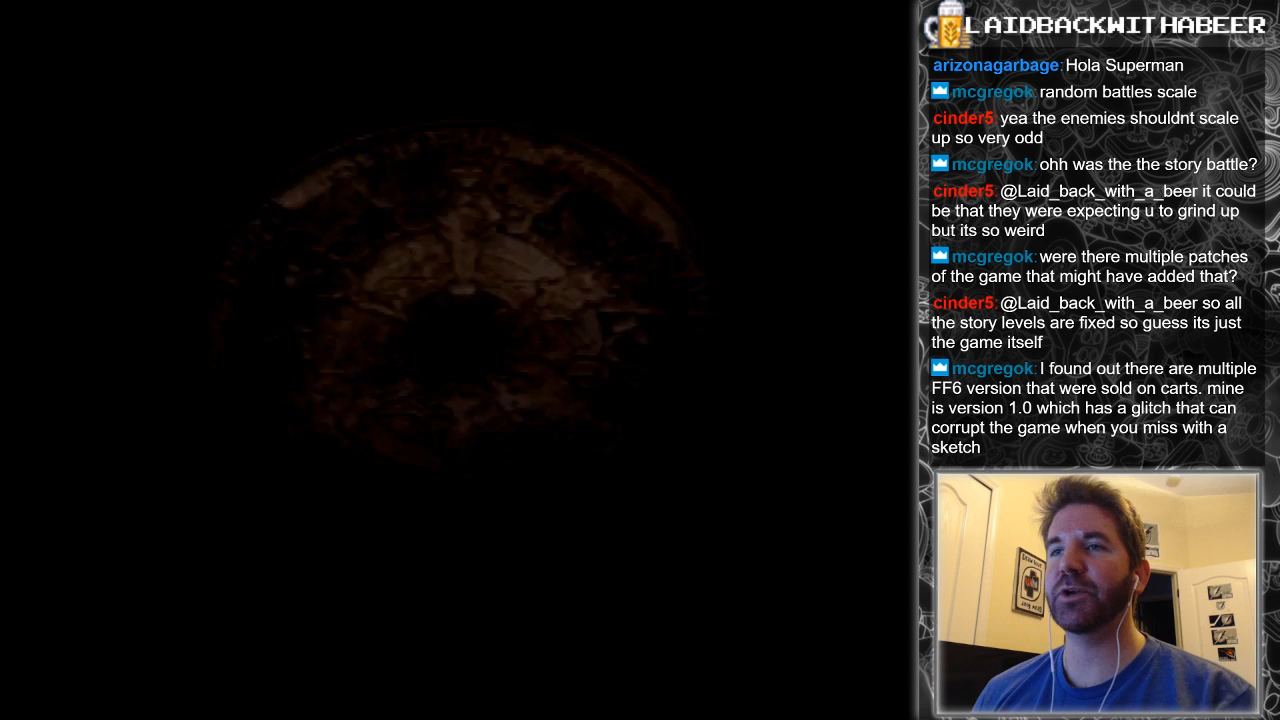 LAIDBACKWITHABEER
arizonagarbage: Hola Superman
mcgregok: random battles scale
cinder5: yea the enemies shouldnt scale
up so very odd
mcgregok: ohh was the the story battle?
cinder5: @Laid_back_with_a_beer it could
be that they were expecting u to grind up
but its so weird
mcgregok: were there multiple patches
of the game that might have added that?
cinder5: @Laid_back_with_a_beer so all
the story levels are fixed so guess its just
the game itself
mcgregok: I found out there are multiple
FF6 version that were sold on carts. mine
is version 1.0 which has a glitch that can
corrupt the game when you miss with a
sketch